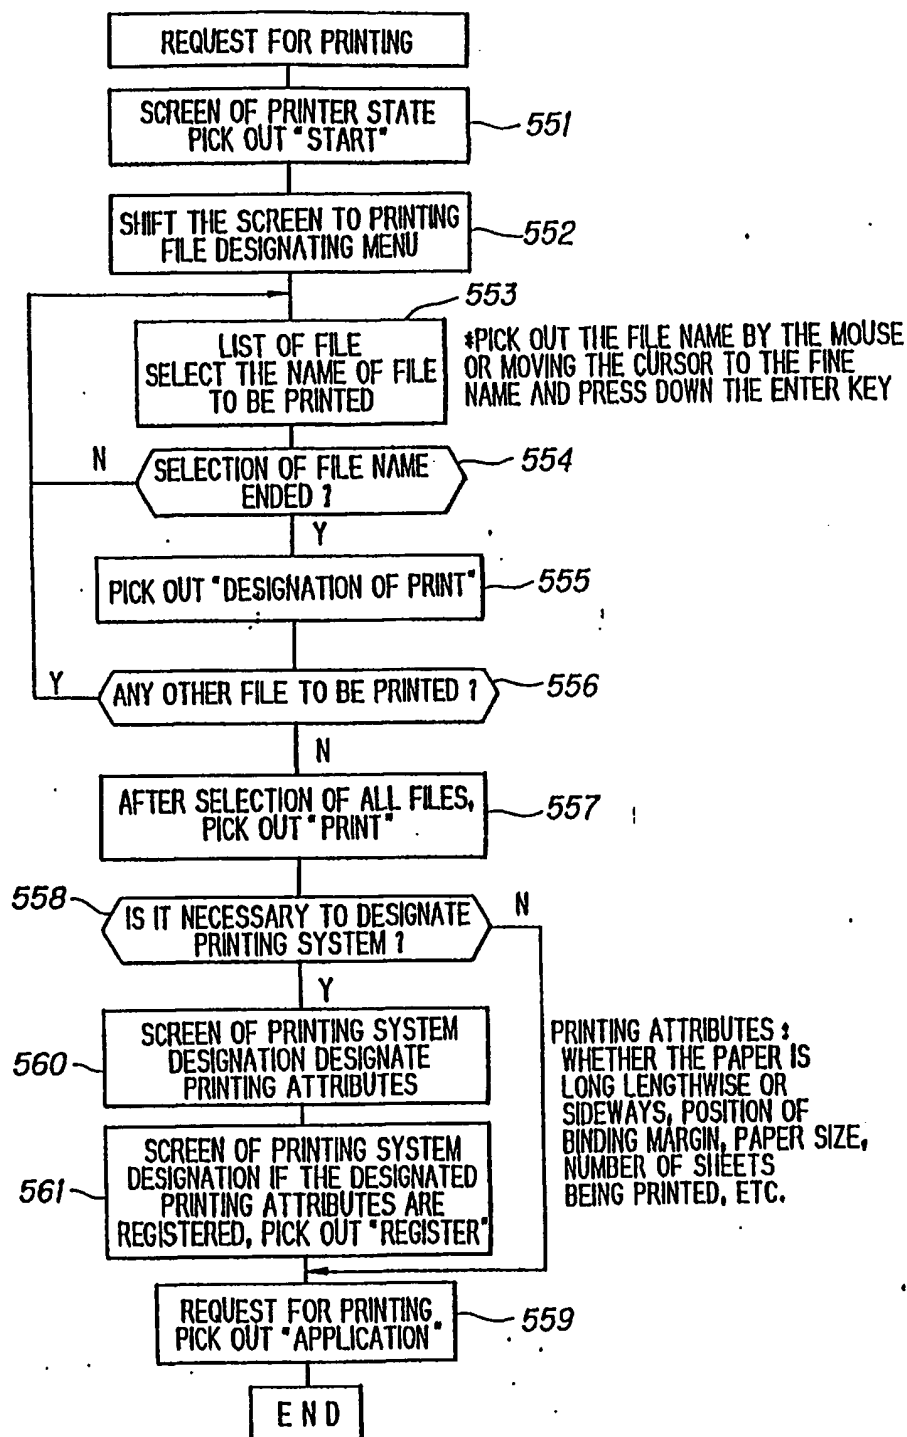 REQUEST FOR PRINTING
SCREEN OF PRINTER STATE
PICK OUT "START"
551
SHIFT THE SCREEN TO PRINTING
FILE DESIGNATING MENU
552
553
LIST OF FILE
SELECT THE NAME OF FILE
TO BE PRINTED
*PICK OUT THE FILE NAME BY THE MOUSE
OR MOVING THE CURSOR TO THE FINE
NAME AND PRESS DOWN THE ENTER KEY
N
SELECTION OF FILE NAME
ENDED ?
554
Y
PICK OUT "DESIGNATION OF PRINT"
555
Y
ANY OTHER FILE TO BE PRINTED ?
556
N
AFTER SELECTION OF ALL FILES,
PICK OUT "PRINT"
557
558
IS IT NECESSARY TO DESIGNATE
PRINTING SYSTEM ?
N
Y
SCREEN OF PRINTING SYSTEM
DESIGNATION DESIGNATE
PRINTING ATTRIBUTES
560
PRINTING ATTRIBUTES :
WHETHER THE PAPER IS
LONG LENGTHWISE OR
SIDEWAYS, POSITION OF
BINDING MARGIN, PAPER SIZE,
NUMBER OF SHEETS
BEING PRINTED, ETC.
SCREEN OF PRINTING SYSTEM
DESIGNATION IF THE DESIGNATED
PRINTING ATTRIBUTES ARE
REGISTERED, PICK OUT "REGISTER"
561
REQUEST FOR PRINTING
PICK OUT "APPLICATION"
559
END